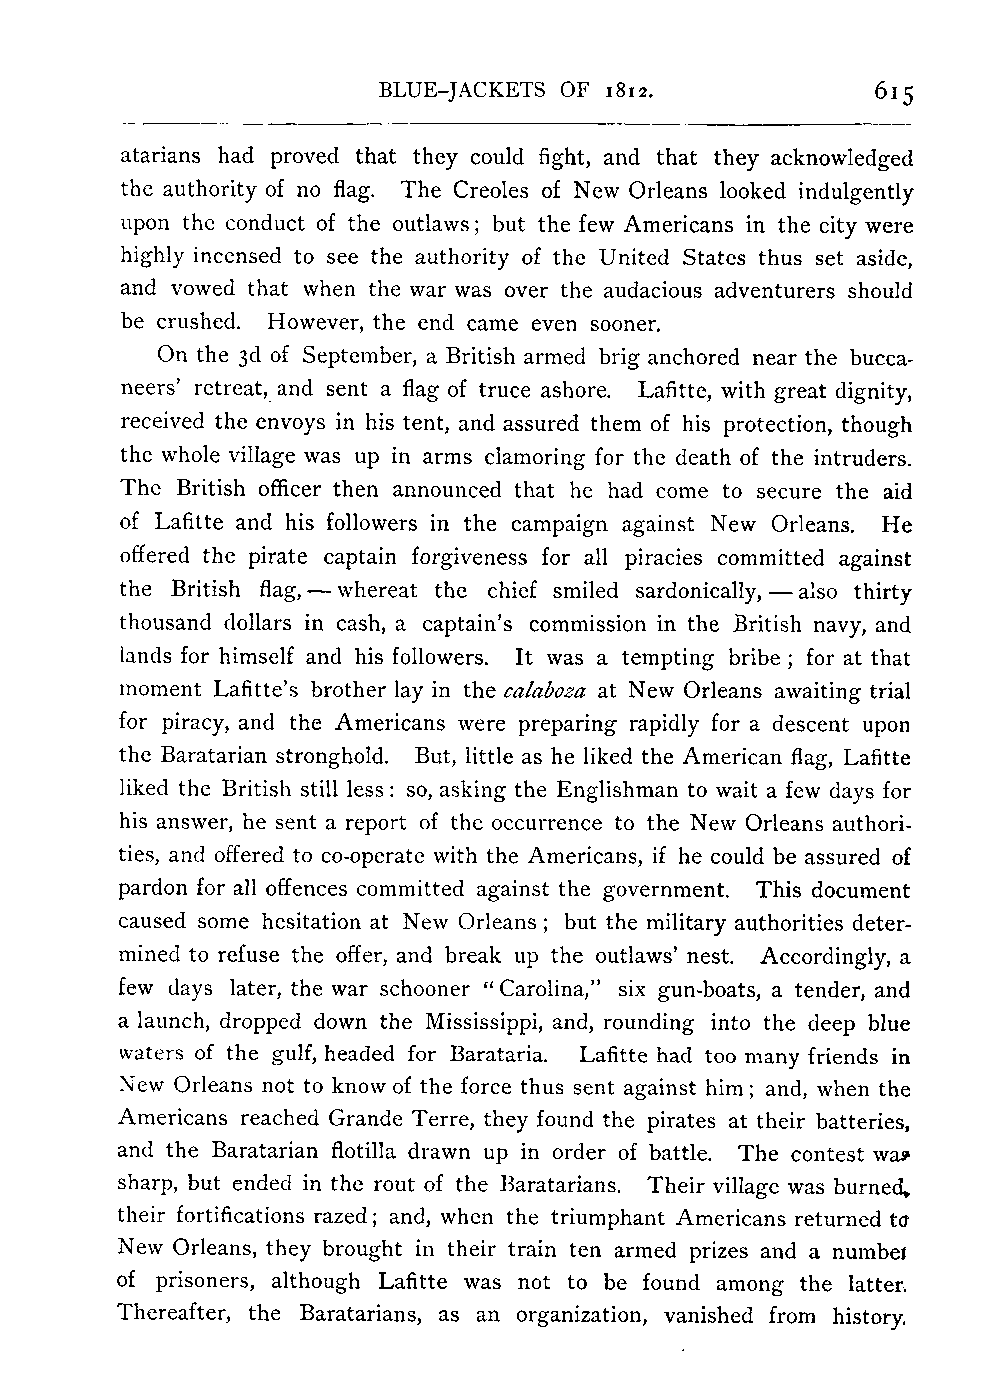 BLUE-JACKETS OF 1812. 615
atarians had proved that they could fight, and that they acknowledged
the authority of no flag. The Creoles of New Orleans looked indulgently
upon the conduct of the outlaws; but the few Americans in the city were
highly incensed to see the authority of the United States thus set aside,
and vowed that when the war was over the audacious adventurers should
be crushed. However, the end came even sooner.
On the 3d of September, a British armed brig anchored near the bucca-
neers' retreat, and sent a flag of truce ashore. Lafitte, with great dignity,
received the envoys in his tent, and assured them of his protection, though
the whole village was up in arms clamoring for the death of the intruders.
The British officer then announced that he had come to secure the aid
of Lafitte and his followers in the campaign against New Orleans. He
offered the pirate captain forgiveness for all piracies committed against
the British flag, — whereat the chief smiled sardonically, — also thirty
thousand dollars in cash, a captain's commission in the British navy, and
lands for himself and his followers. It was a tempting bribe; for at that
moment Lafitte's brother lay in the calaboza at New Orleans awaiting trial
for piracy, and the Americans were preparing rapidly for a descent upon
the Baratarian stronghold. But, little as he liked the American flag, Lafitte
liked the British still less: so, asking the Englishman to wait a few days for
his answer, he sent a report of the occurrence to the New Orleans authori-
ties, and offered to co-operate with the Americans, if he could be assured of
pardon for all offences committed against the government. This document
caused some hesitation at New Orleans; but the military authorities deter-
mined to refuse the offer, and break up the outlaws' nest. Accordingly, a
few days later, the war schooner "Carolina," six gun-boats, a tender, and
a launch, dropped down the Mississippi, and, rounding into the deep blue
waters of the gulf, headed for Barataria. Lafitte had too many friends in
New Orleans not to know of the force thus sent against him; and, when the
Americans reached Grande Terre, they found the pirates at their batteries,
and the Baratarian flotilla drawn up in order of battle. The contest was
sharp, but ended in the rout of the Baratarians. Their village was burned,
their fortifications razed; and, when the triumphant Americans returned to
New Orleans, they brought in their train ten armed prizes and a number
of prisoners, although Lafitte was not to be found among the latter.
Thereafter, the Baratarians, as an organization, vanished from history.